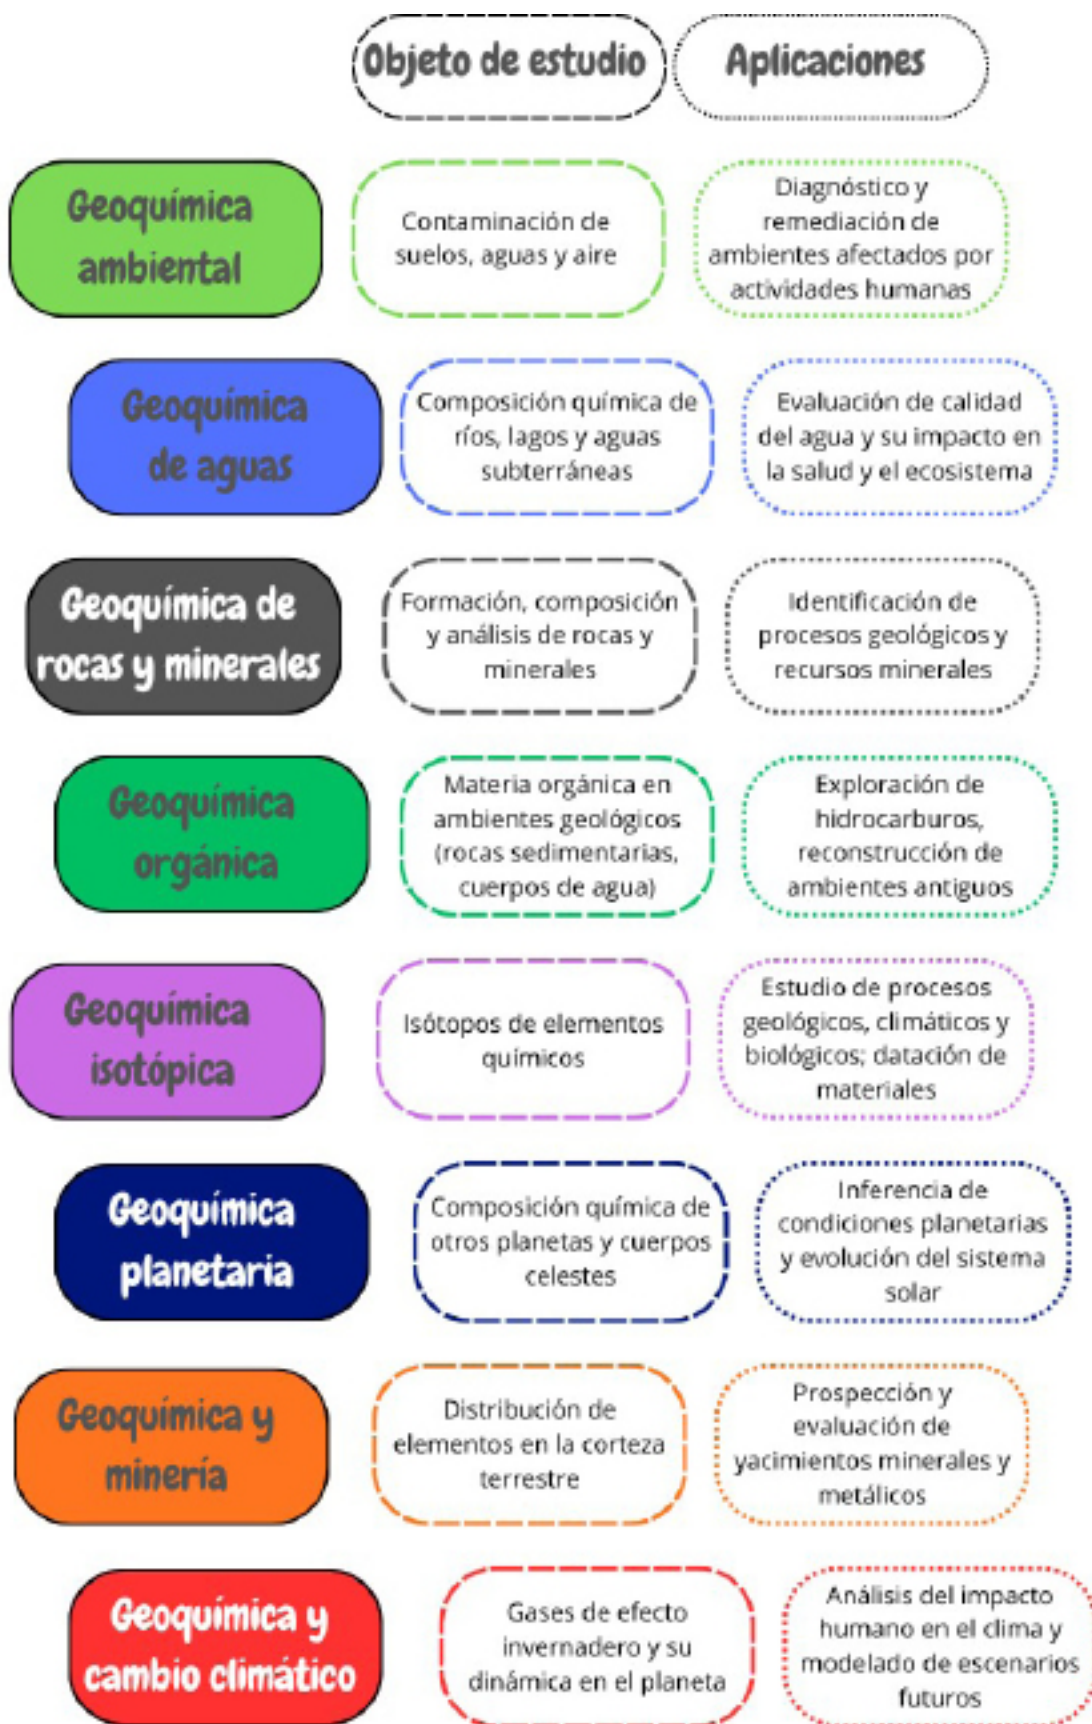 Objeto de estudio
Aplicaciones
Geoquímica
ambiental
Contaminación de
suelos, aguas y aire
Diagnóstico y
remediación de
ambientes afectados por
actividades humanas
Geoquímica
de aguas
Composición química de
ríos, lagos y aguas
subterráneas
Evaluación de calidad
del agua y su impacto en
la salud y el ecosistema
Geoquímica de
rocas y minerales
Formación, composición
y análisis de rocas y
minerales
Identificación de
procesos geológicos y
recursos minerales
Geoquímica
orgánica
Materia orgánica en
ambientes geológicos
(rocas sedimentarias,
cuerpos de agua)
Exploración de
hidrocarburos,
reconstrucción de
ambientes antiguos
Geoquímica
isotópica
Isótopos de elementos
químicos
Estudio de procesos
geológicos, climáticos y
biológicos; datación de
materiales
Geoquímica
planetaria
Composición química de
otros planetas y cuerpos
celestes
Inferencia de
condiciones planetarias
y evolución del sistema
solar
Geoquímica y
minería
Distribución de
elementos en la corteza
terrestre
Prospección y
evaluación de
yacimientos minerales y
metálicos
Geoquímica y
cambio climático
Gases de efecto
invernadero y su
dinámica en el planeta
Análisis del impacto
humano en el clima y
modelado de escenarios
futuros